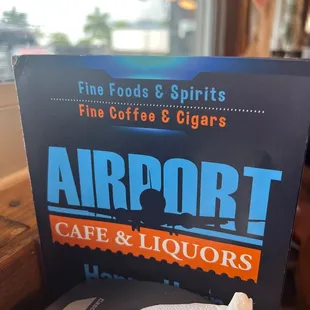 Fine Foods & Spirits
Fine Coffee & Cigars
AIRPORT
CAFE & LIQUORS